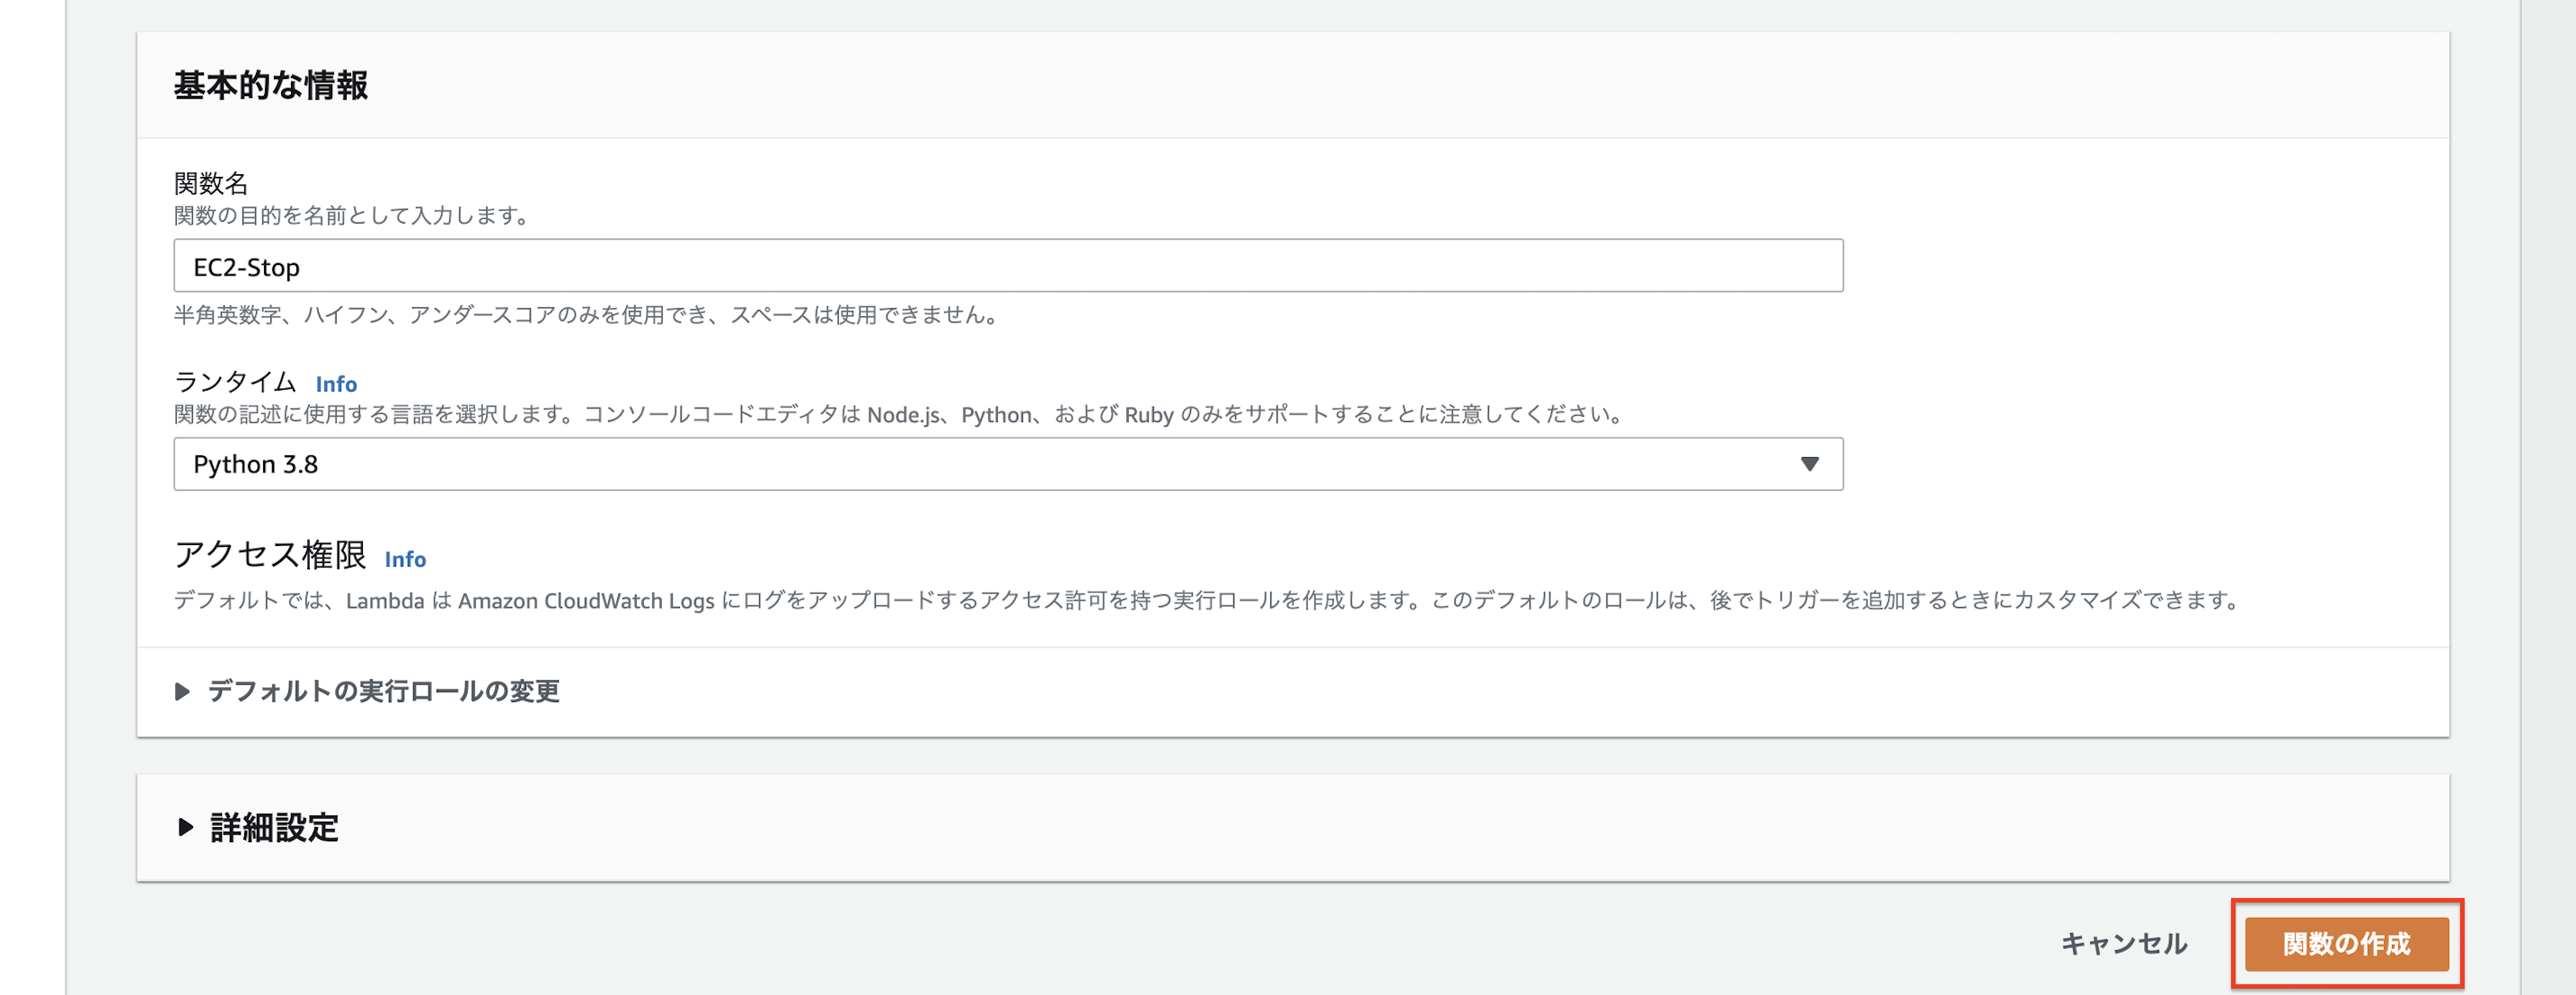 基本的な情報
関数名
関数の目的を名前として入力します。
EC2-Stop
半角英数字、ハイフン、アンダースコアのみを使用でき、スペースは使用できません。
ランタイム Info
関数の記述に使用する言語を選択します。コンソールコードエディタは Node.js、Python、および Ruby のみをサポートすることに注意してください。
Python 3.8
アクセス権限 Info
デフォルトでは、Lambda は Amazon CloudWatch Logs にログをアップロードするアクセス許可を持つ実行ロールを作成します。このデフォルトのロールは、後でトリガーを追加するときにカスタマイズできます。
デフォルトの実行ロールの変更
詳細設定
キャンセル 関数の作成